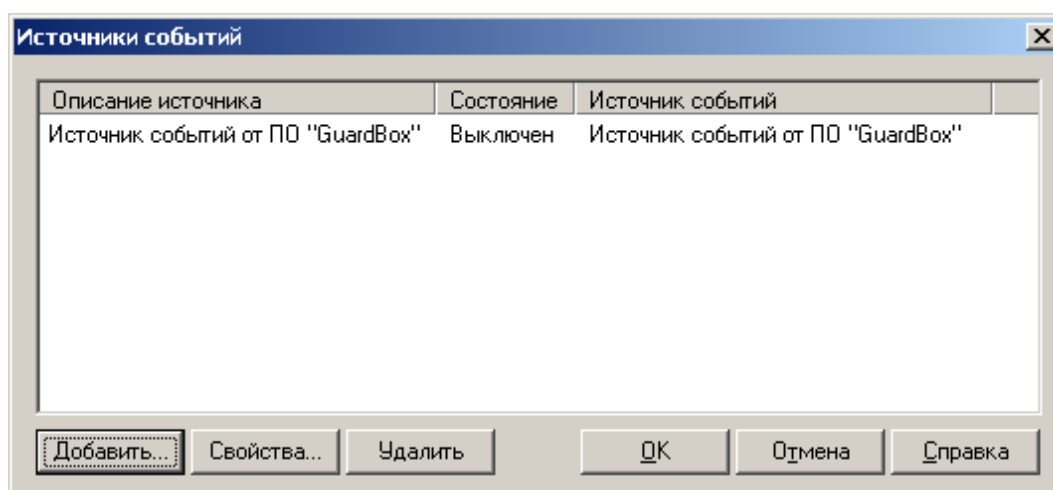 Источники событий
Описание источника Состояние Источник событий
Источник событий от ПО "GuardBox" Выключен Источник событий от ПО "GuardBox"
Добавить... Свойства... Удалить OK Отмена Справка